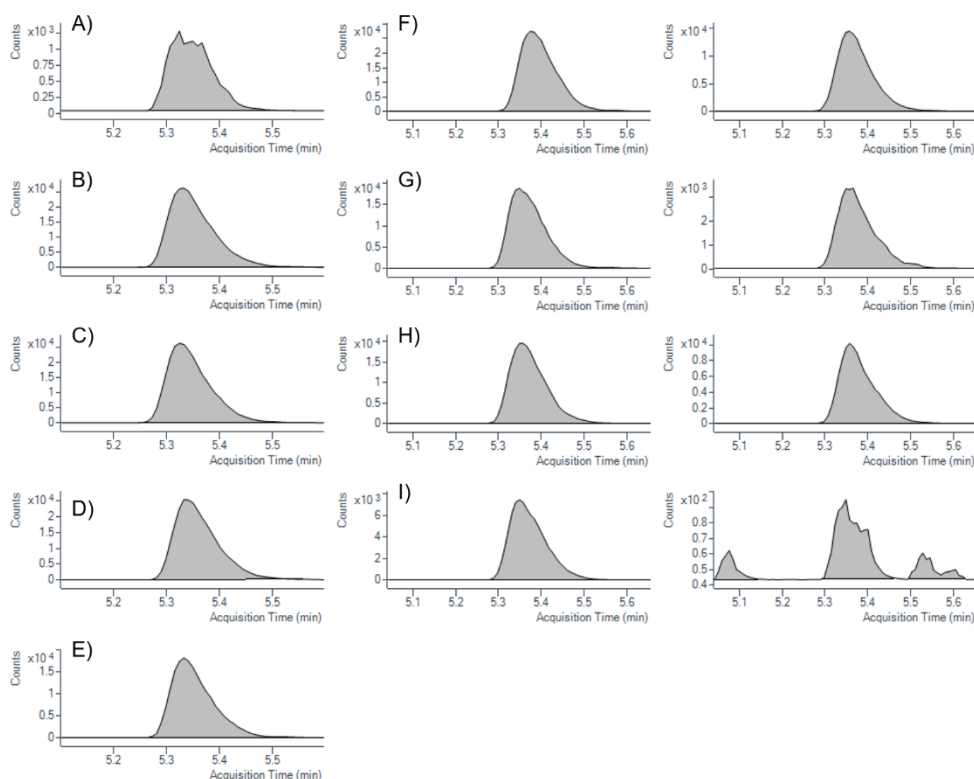 A)
Counts
x10 3
1
0.75
0.5
0.25
0
5.2 5.3 5.4 5.5
Acquisition Time (min)
F)
Counts
x10 4
2
1
0
5.1 5.2 5.3 5.4 5.5 5.6
Acquisition Time (min)
Counts
x10 4
1
0.5
0
5.1 5.2 5.3 5.4 5.5 5.6
Acquisition Time (min)
B)
Counts
x10 4
2
1.5
1
0.5
0
5.2 5.3 5.4 5.5
Acquisition Time (min)
G)
Counts
x10 4
1.5
1
0.5
0
5.1 5.2 5.3 5.4 5.5 5.6
Acquisition Time (min)
Counts
x10 3
2
1
0
5.1 5.2 5.3 5.4 5.5 5.6
Acquisition Time (min)
C)
Counts
x10 4
2
1.5
1
0.5
0
5.2 5.3 5.4 5.5
Acquisition Time (min)
H)
Counts
x10 4
1.5
1
0.5
0
5.1 5.2 5.3 5.4 5.5 5.6
Acquisition Time (min)
Counts
x10 4
0.8
0.6
0.4
0.2
0
5.1 5.2 5.3 5.4 5.5 5.6
Acquisition Time (min)
D)
Counts
x10 4
2
1.5
1
0.5
0
5.2 5.3 5.4 5.5
Acquisition Time (min)
I)
Counts
x10 3
6
4
2
0
5.1 5.2 5.3 5.4 5.5 5.6
Acquisition Time (min)
Counts
x10 2
0.9
0.8
0.7
0.6
0.5
0.4
5.1 5.2 5.3 5.4 5.5 5.6
Acquisition Time (min)
E)
Counts
x10 4
1.5
1
0.5
0
5.2 5.3 5.4 5.5
Acquisition Time (min)